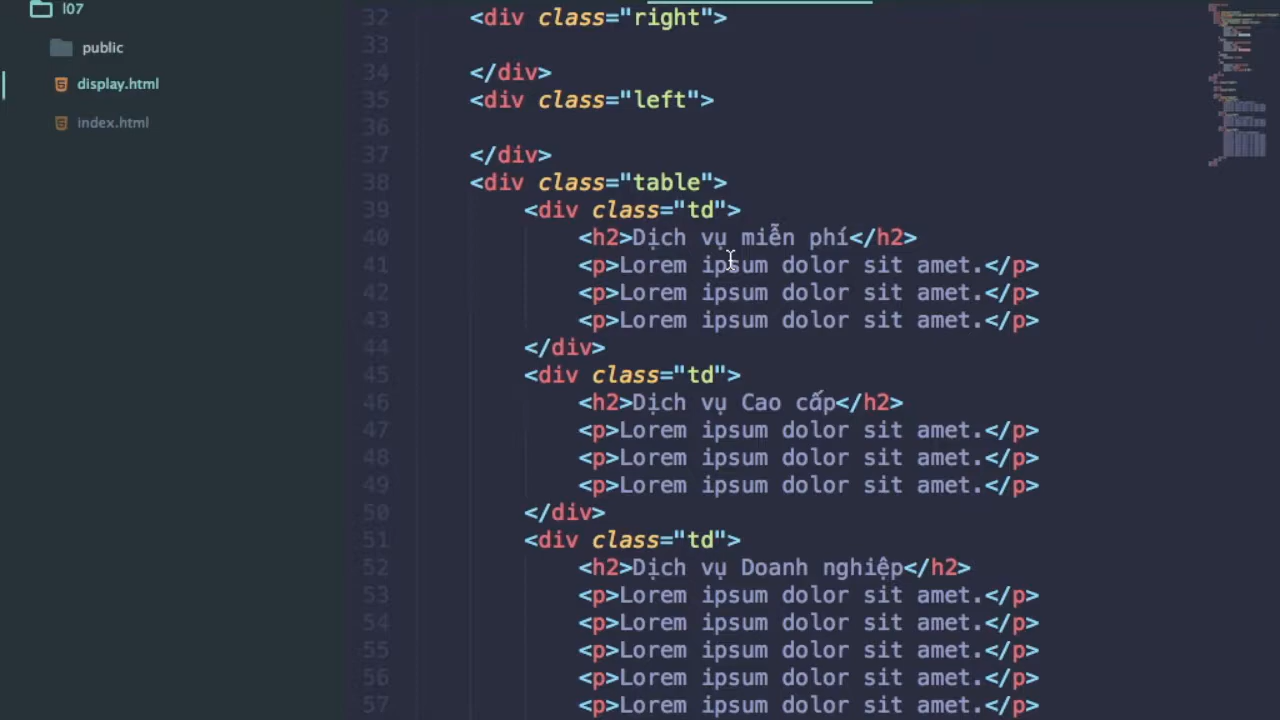 l07
public
display.html
index.html
32 <div class="right">
33
34 </div>
35 <div class="left">
36
37 </div>
38 <div class="table">
39 <div class="td">
40 <h2>Dịch vụ miễn phí</h2>
41 <p>Lorem ipsum dolor sit amet.</p>
42 <p>Lorem ipsum dolor sit amet.</p>
43 <p>Lorem ipsum dolor sit amet.</p>
44 </div>
45 <div class="td">
46 <h2>Dịch vụ Cao cấp</h2>
47 <p>Lorem ipsum dolor sit amet.</p>
48 <p>Lorem ipsum dolor sit amet.</p>
49 <p>Lorem ipsum dolor sit amet.</p>
50 </div>
51 <div class="td">
52 <h2>Dịch vụ Doanh nghiệp</h2>
53 <p>Lorem ipsum dolor sit amet.</p>
54 <p>Lorem ipsum dolor sit amet.</p>
55 <p>Lorem ipsum dolor sit amet.</p>
56 <p>Lorem ipsum dolor sit amet.</p>
57 <p>Lorem ipsum dolor sit amet.</p>